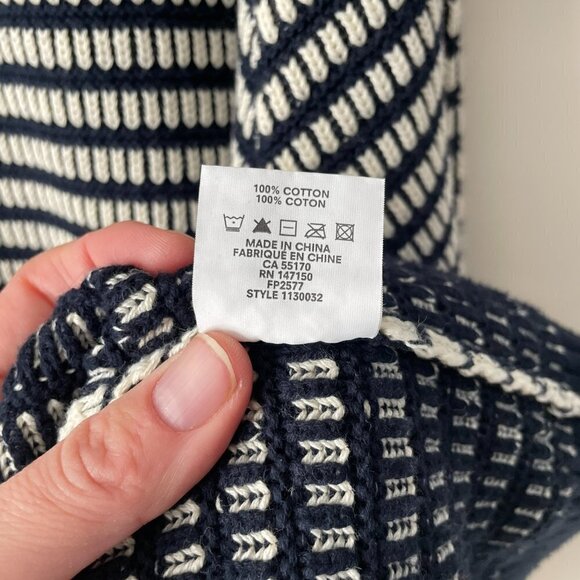 100% COTTON
100% COTON
MADE IN CHINA
FABRIQUÉ EN CHINE
CA 55170
RN 147150
FP2577
STYLE 1130032